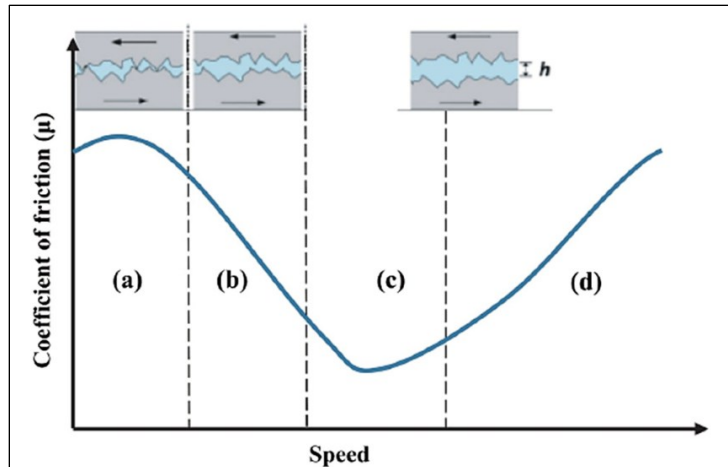 h
Coefficient of friction (μ)
(a)
(b)
(c)
(d)
Speed